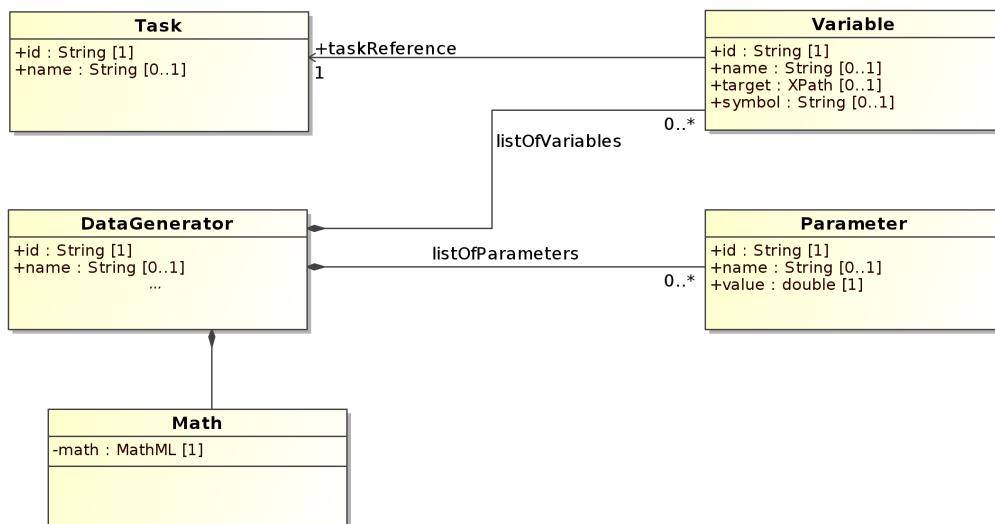 Task
+id : String [1]
+name : String [0..1]
+taskReference
1
Variable
+id : String [1]
+name : String [0..1]
+target : XPath [0..1]
+symbol : String [0..1]
0..*
listOfVariables
DataGenerator
+id : String [1]
+name : String [0..1]
...
listOfParameters
0..*
Parameter
+id : String [1]
+name : String [0..1]
+value : double [1]
Math
-math : MathML [1]